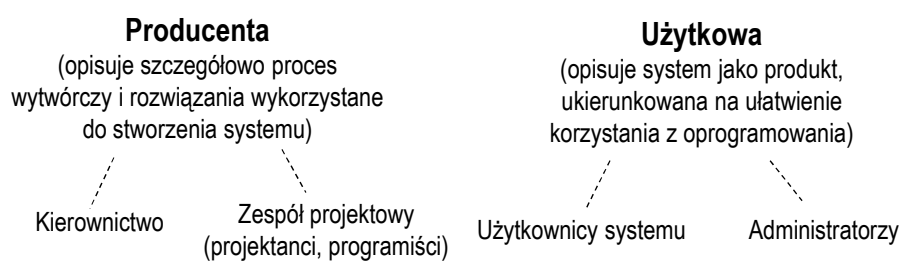 Producenta
(opisuje szczegółowo proces
wytwórczy i rozwiązania wykorzystane
do stworzenia systemu)
Kierownictwo
Zespół projektowy
(projektanci, programiści)
Użytkowa
(opisuje system jako produkt,
ukierunkowana na ułatwienie
korzystania z oprogramowania)
Użytkownicy systemu
Administratorzy